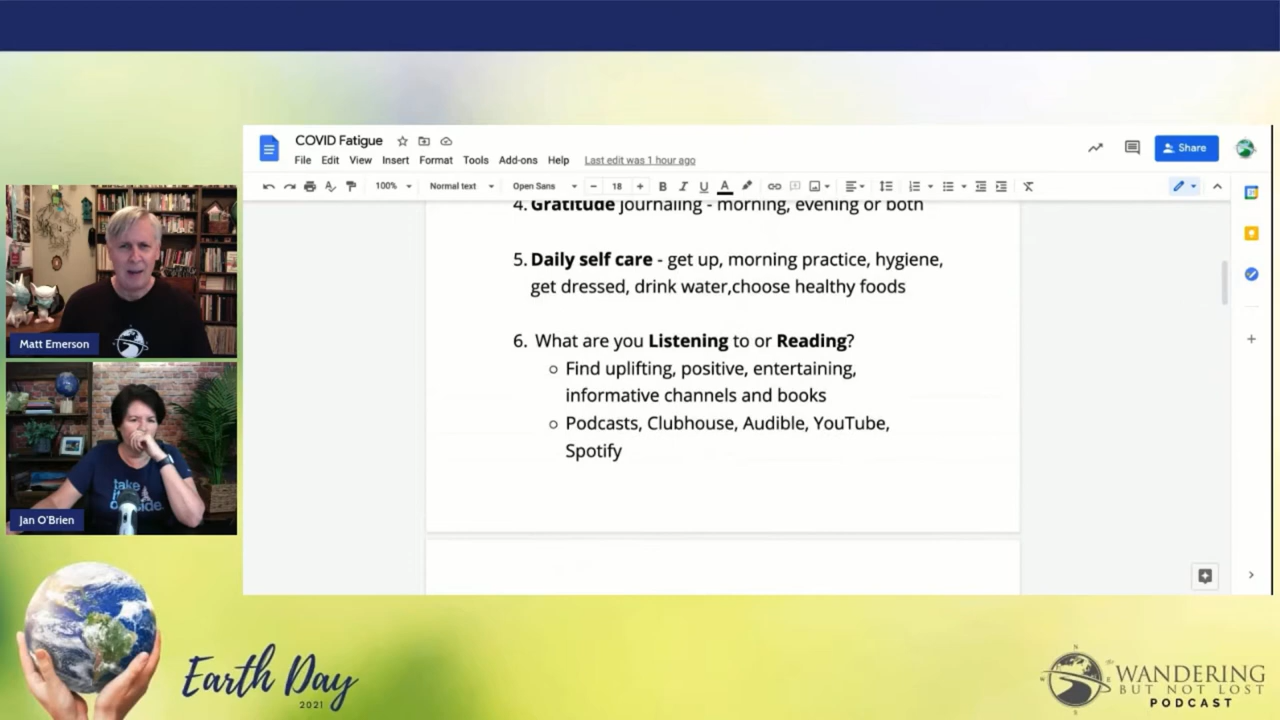 COVID Fatigue
File Edit View Insert Format Tools Add-ons Help Last edit was 1 hour ago
Share
100% Normal text Open Sans 18 B I U A
4. Gratitude journaling - morning, evening or both
5. Daily self care - get up, morning practice, hygiene,
get dressed, drink water,choose healthy foods
6. What are you Listening to or Reading?
Find uplifting, positive, entertaining,
informative channels and books
Podcasts, Clubhouse, Audible, YouTube,
Spotify
Matt Emerson
take
it
outside.
Jan O'Brien
Earth Day
2021
N
the
WANDERING
BUT NOT LOST
PODCAST